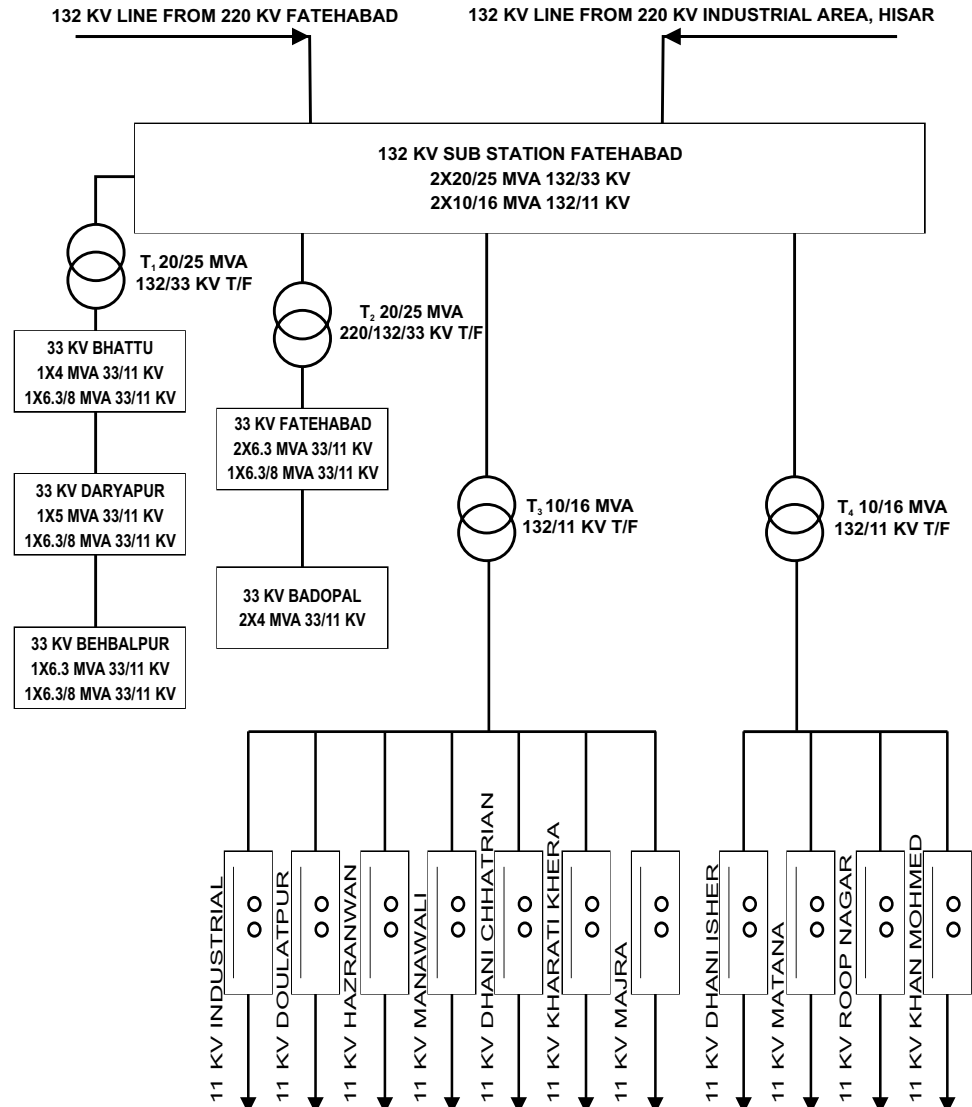 132 KV LINE FROM 220 KV FATEHABAD
132 KV LINE FROM 220 KV INDUSTRIAL AREA, HISAR
132 KV SUB STATION FATEHABAD
2X20/25 MVA 132/33 KV
2X10/16 MVA 132/11 KV
T₁ 20/25 MVA
132/33 KV T/F
T₂ 20/25 MVA
220/132/33 KV T/F
33 KV BHATTU
1X4 MVA 33/11 KV
1X6.3/8 MVA 33/11 KV
33 KV FATEHABAD
2X6.3 MVA 33/11 KV
1X6.3/8 MVA 33/11 KV
33 KV DARYAPUR
1X5 MVA 33/11 KV
1X6.3/8 MVA 33/11 KV
T₃ 10/16 MVA
132/11 KV T/F
T₄ 10/16 MVA
132/11 KV T/F
33 KV BADOPAL
2X4 MVA 33/11 KV
33 KV BEHBALPUR
1X6.3 MVA 33/11 KV
1X6.3/8 MVA 33/11 KV
11 KV INDUSTRIAL
11 KV DOULATPUR
11 KV HAZRANWAN
11 KV MANAWALI
11 KV DHANI CHHATRIAN
11 KV KHARATI KHERA
11 KV MAJRA
11 KV DHANI ISHER
11 KV MATANA
11 KV ROOP NAGAR
11 KV KHAN MOHMED